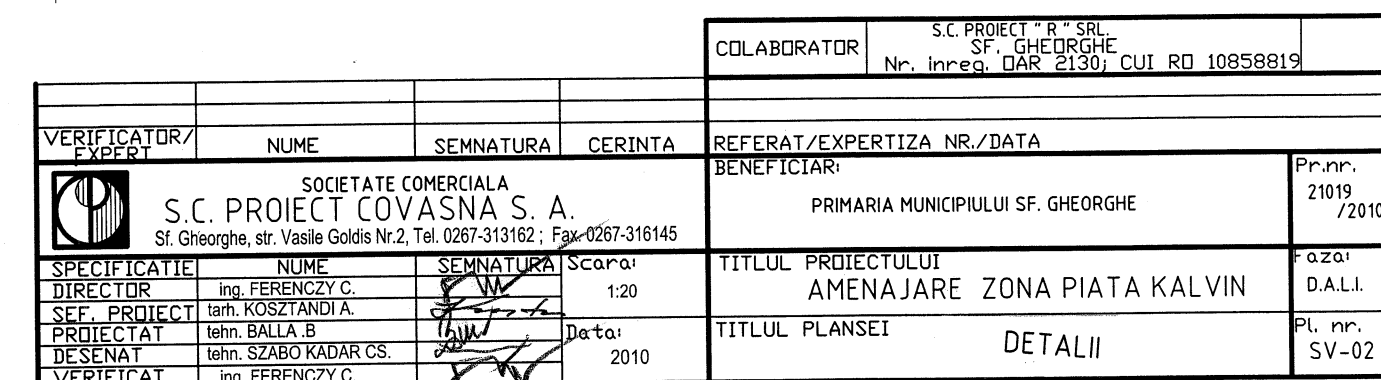 COLABORATOR
S.C. PROIECT " R " SRL.
SF. GHEORGHE
Nr. inreg. OAR 2130; CUI RO 10858819
VERIFICATOR/
EXPERT
NUME
SEMNATURA
CERINTA
REFERAT/EXPERTIZA NR./DATA
SOCIETATE COMERCIALA
S.C. PROIECT COVASNA S. A.
Sf. Gheorghe, str. Vasile Goldis Nr.2, Tel. 0267-313162 ; Fax. 0267-316145
BENEFICIAR:
PRIMARIA MUNICIPIULUI SF. GHEORGHE
Pr.nr.
21019
/2010
SPECIFICATIE NUME SEMNATURA
DIRECTOR ing. FERENCZY C.
SEF. PROIECT tarh. KOSZTANDI A.
PROIECTAT tehn. BALLA .B
DESENAT tehn. SZABO KADAR CS.
VERIFICAT ing. FERENCZY C.
Scara:
1:20
Data:
2010
TITLUL PROIECTULUI
AMENAJARE ZONA PIATA KALVIN
Faza:
D.A.L.I.
TITLUL PLANSEI
DETALII
Pl. nr.
SV-02